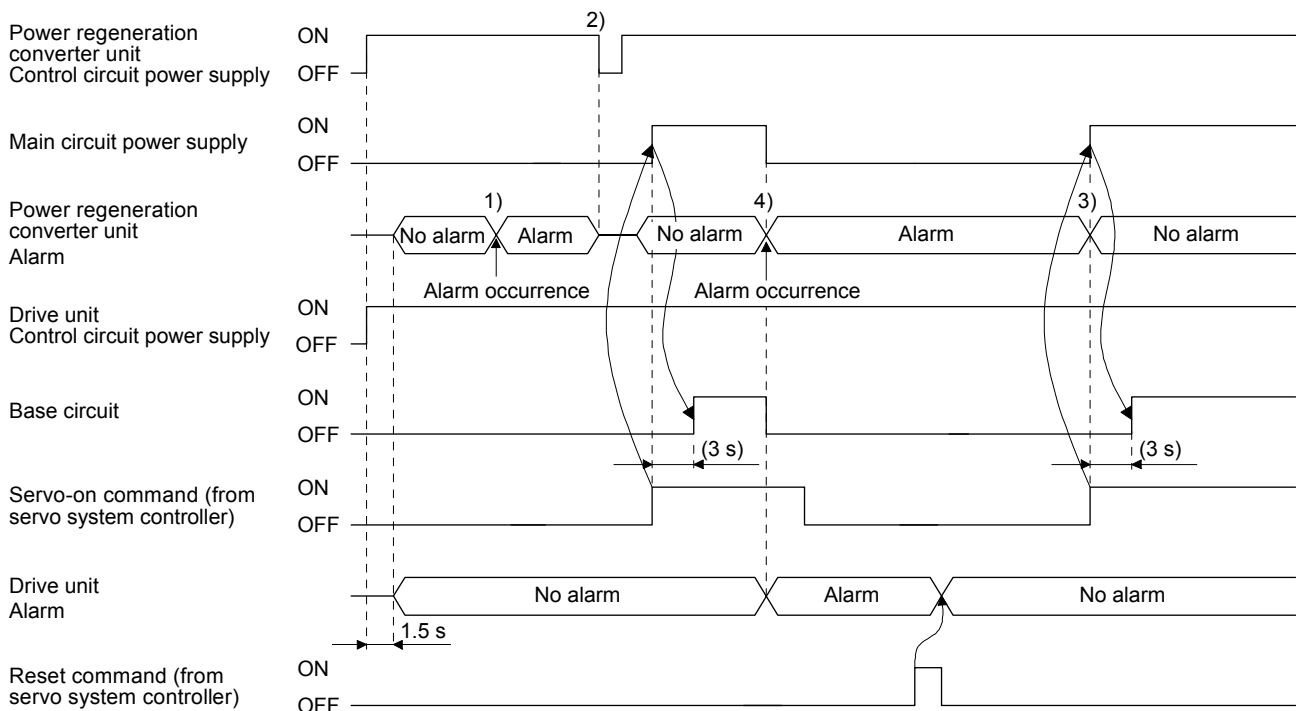 Power regeneration
converter unit
Control circuit power supply
ON
OFF
2)
Main circuit power supply
ON
OFF
Power regeneration
converter unit
Alarm
No alarm
1)
Alarm
No alarm
4)
Alarm
3)
No alarm
Alarm occurrence
Alarm occurrence
Drive unit
Control circuit power supply
ON
OFF
Base circuit
ON
OFF
(3 s)
(3 s)
Servo-on command (from
servo system controller)
ON
OFF
Drive unit
Alarm
No alarm
Alarm
No alarm
1.5 s
Reset command (from
servo system controller)
ON
OFF